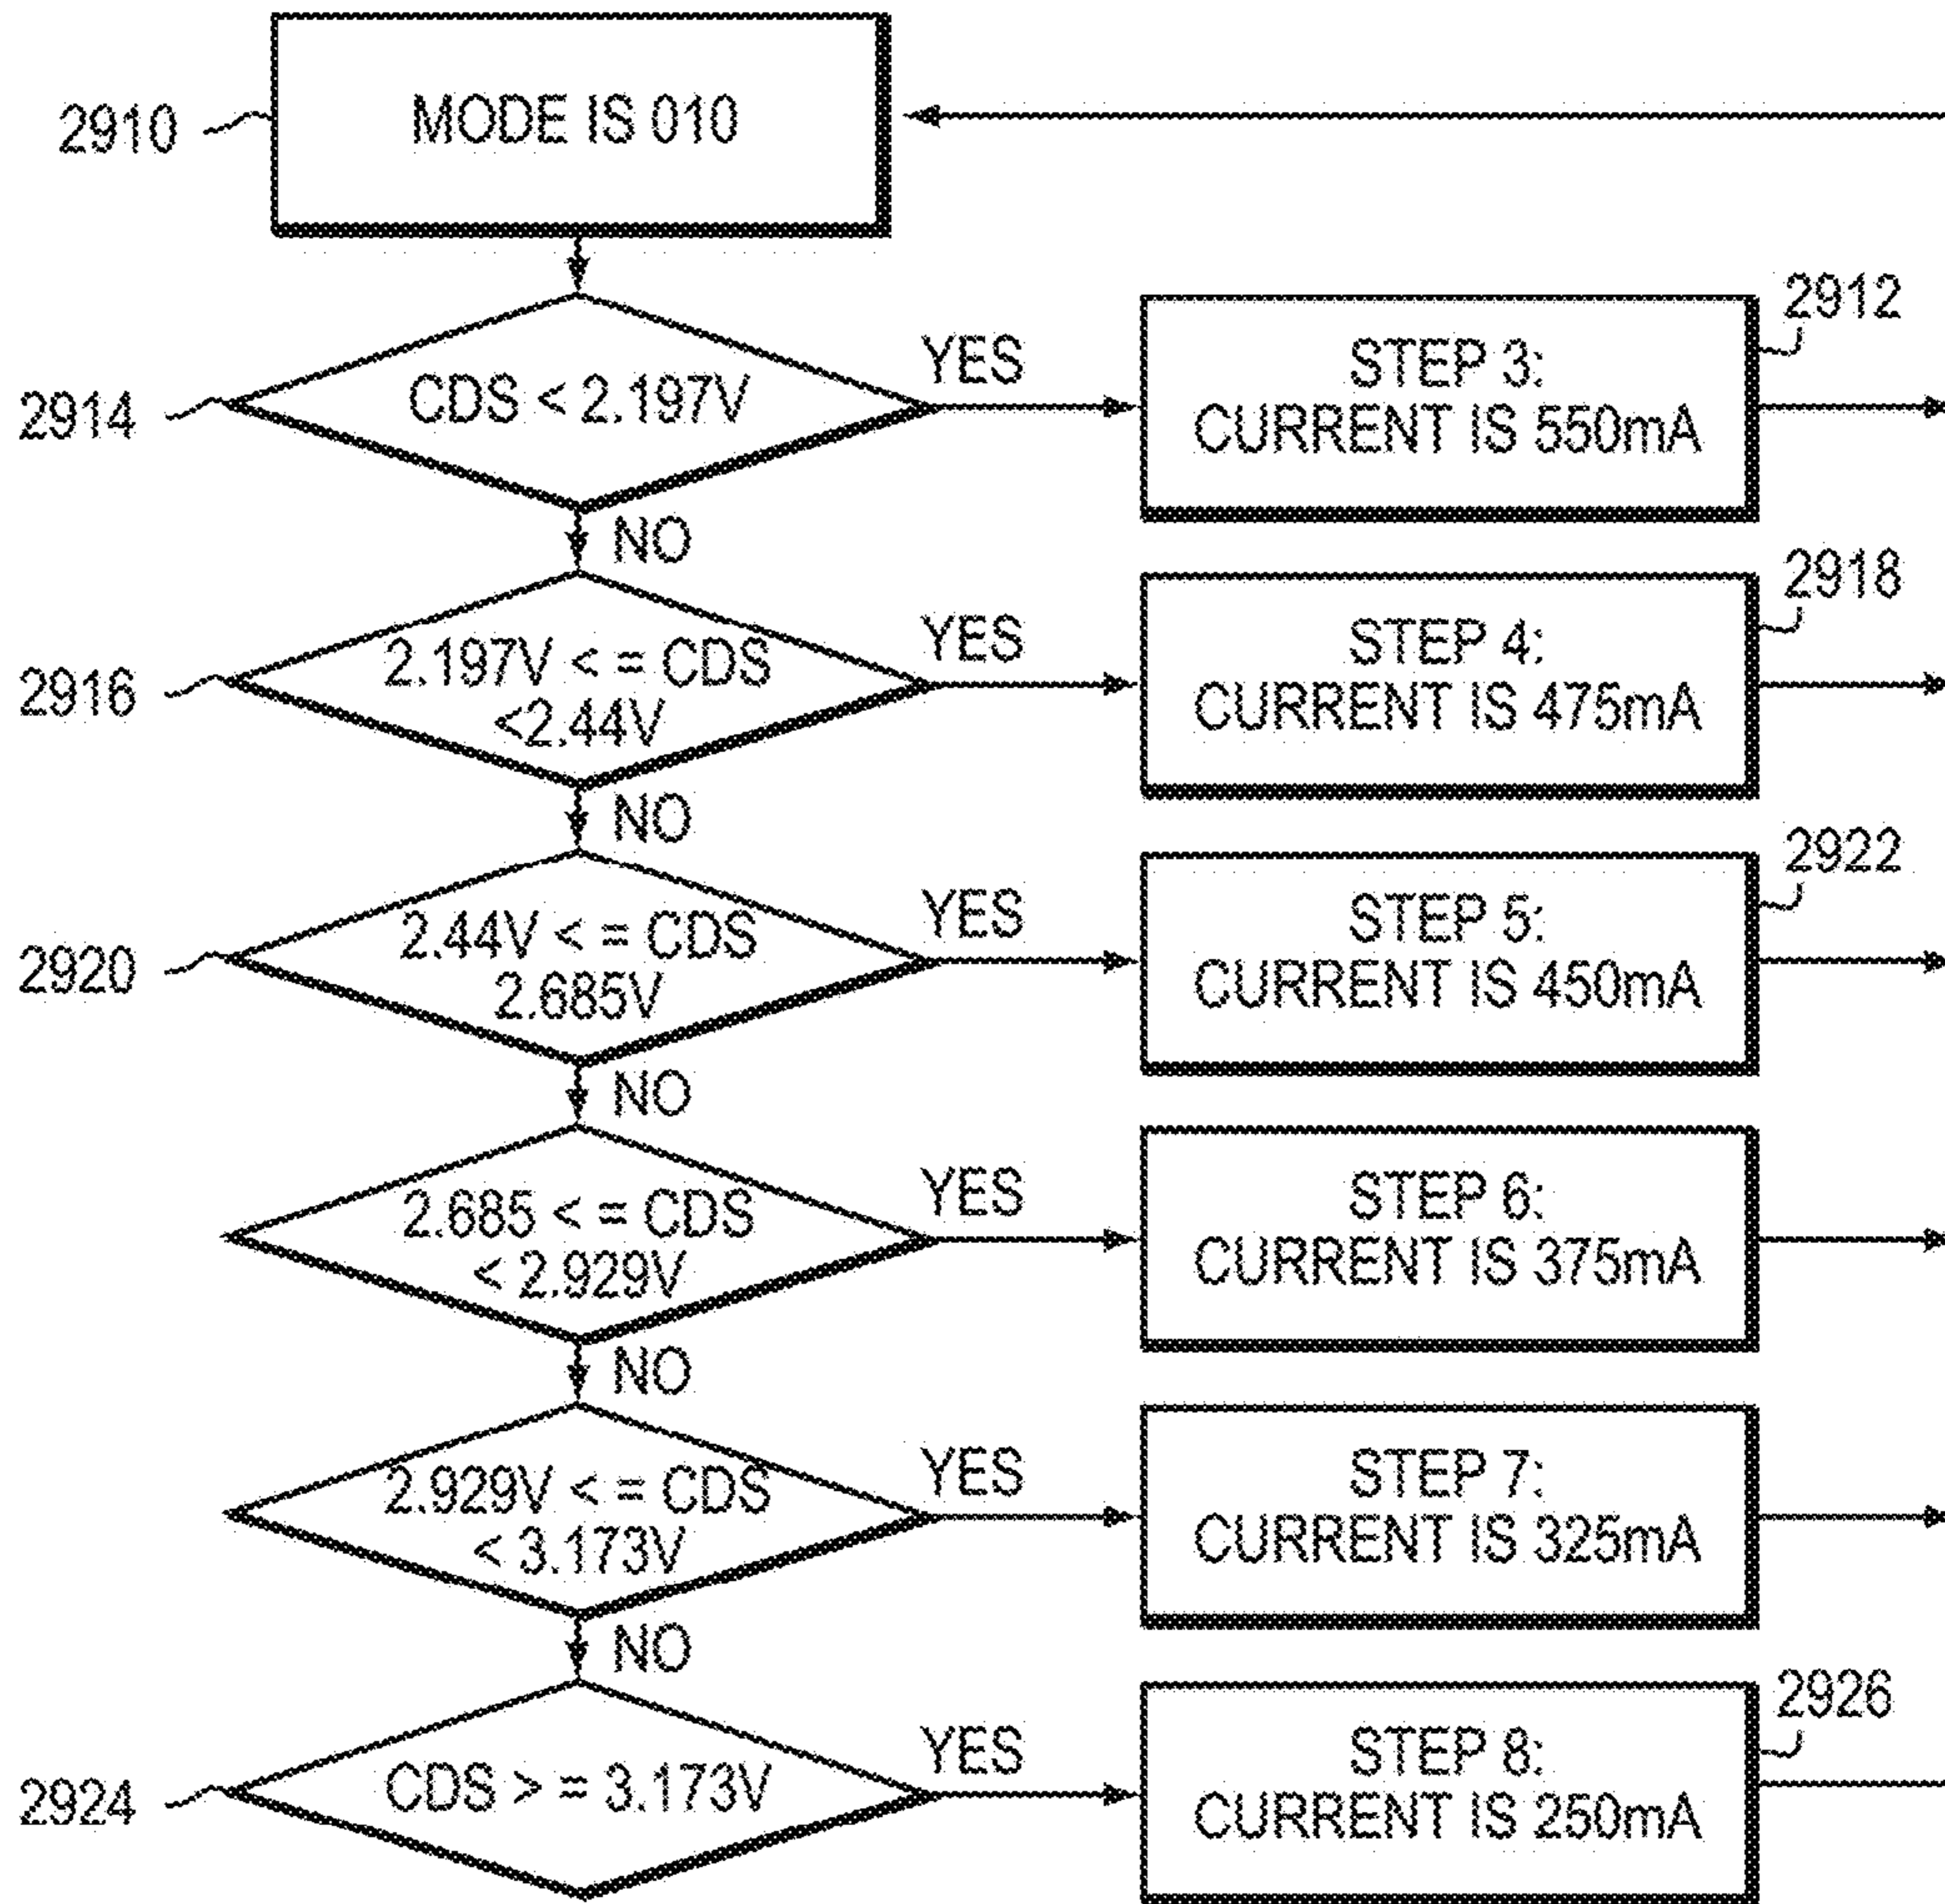 2910
MODE IS 010
2914
CDS < 2.197V
YES
STEP 3:
CURRENT IS 550mA
2912
NO
2916
2.197V < = CDS
<2.44V
YES
STEP 4:
CURRENT IS 475mA
2918
NO
2920
2.44V < = CDS
2.685V
YES
STEP 5:
CURRENT IS 450mA
2922
NO
2.685 < = CDS
< 2.929V
YES
STEP 6:
CURRENT IS 375mA
NO
2.929V < = CDS
< 3.173V
YES
STEP 7:
CURRENT IS 325mA
NO
2924
CDS > = 3.173V
YES
STEP 8:
CURRENT IS 250mA
2926